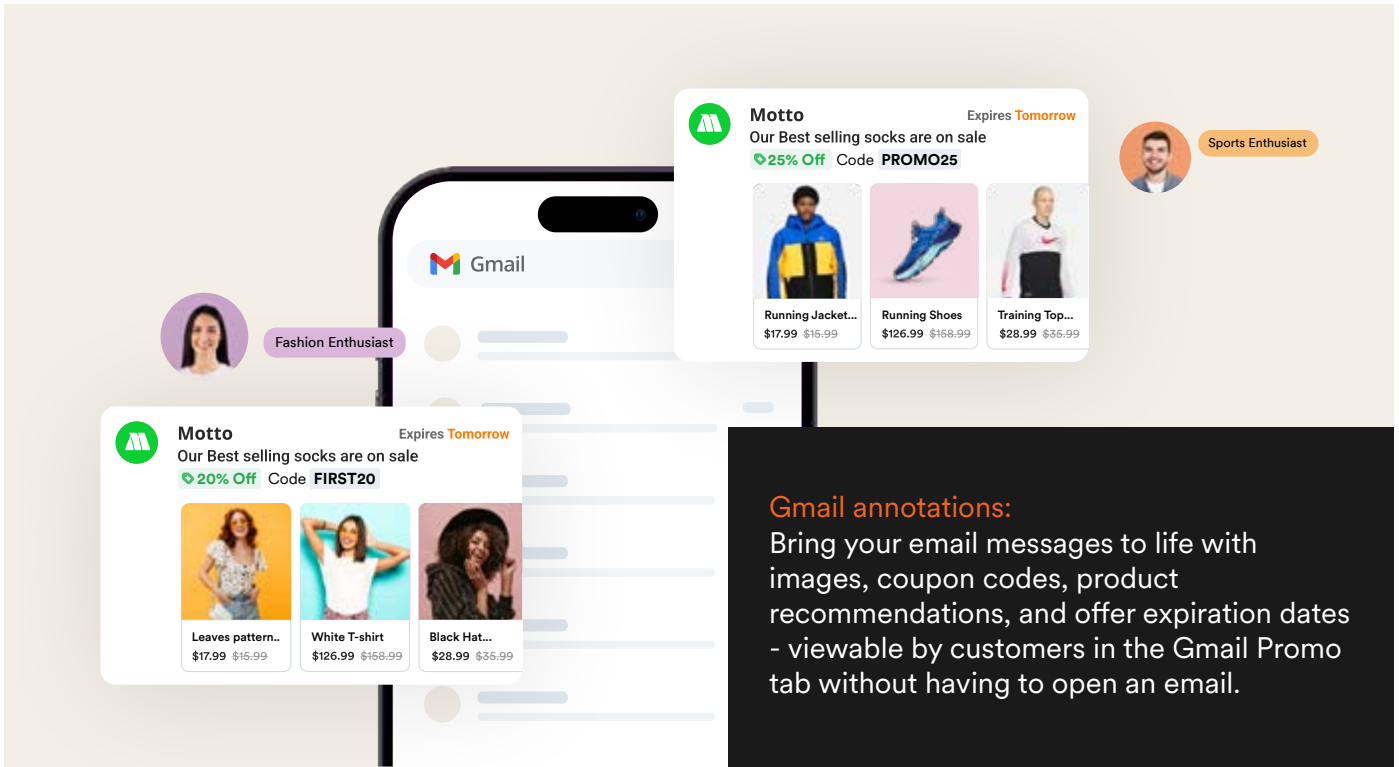 Motto
Expires Tomorrow
Our Best selling socks are on sale
25% Off Code PROMO25
Running Jacket...
$17.99 $15.99
Running Shoes
$126.99 $158.99
Training Top...
$28.99 $35.99
Sports Enthusiast
Gmail
Fashion Enthusiast
Motto
Expires Tomorrow
Our Best selling socks are on sale
20% Off Code FIRST20
Leaves pattern..
$17.99 $15.99
White T-shirt
$126.99 $158.99
Black Hat...
$28.99 $35.99
Gmail annotations:
Bring your email messages to life with
images, coupon codes, product
recommendations, and offer expiration dates
- viewable by customers in the Gmail Promo
tab without having to open an email.